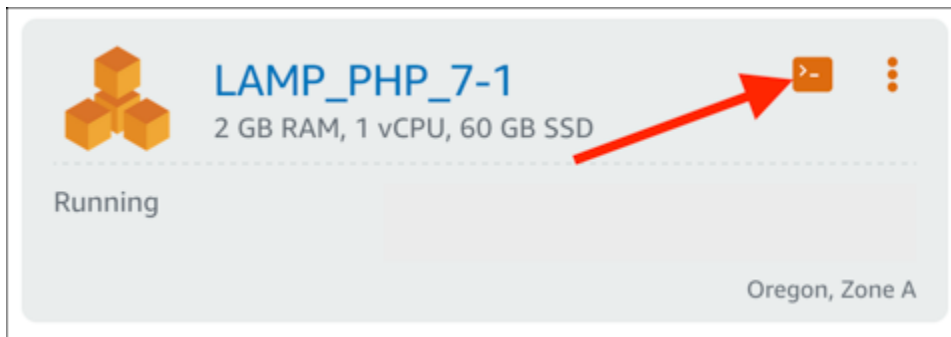 LAMP_PHP_7-1
>_
2 GB RAM, 1 vCPU, 60 GB SSD
Running
Oregon, Zone A